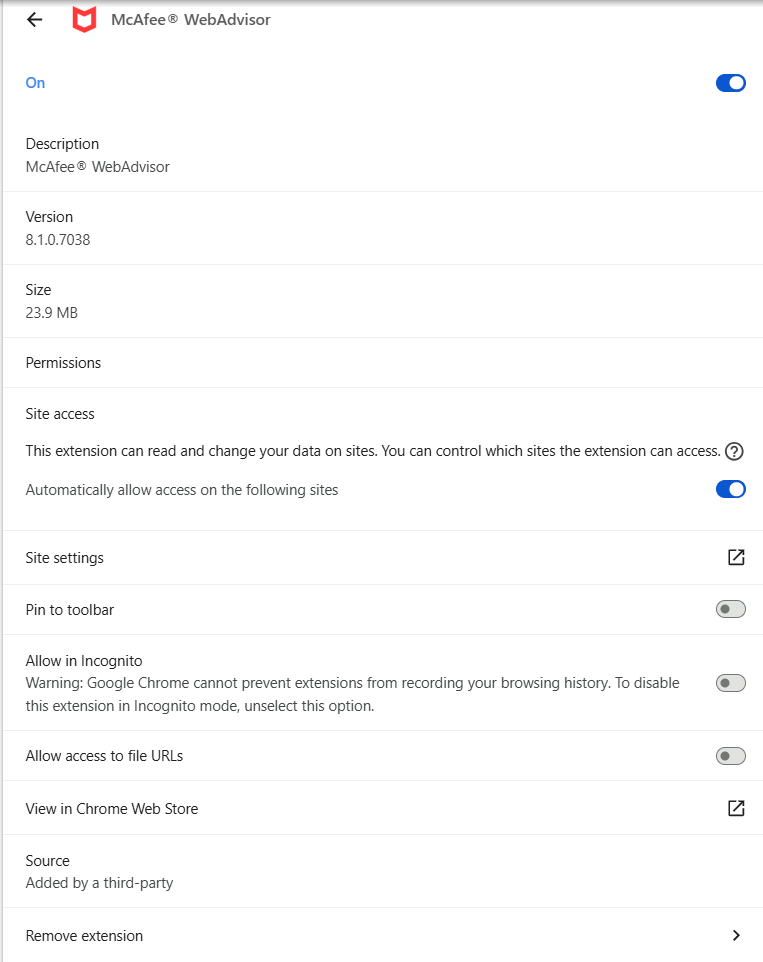 McAfee® WebAdvisor
On
Description
McAfee® WebAdvisor
Version
8.1.0.7038
Size
23.9 MB
Permissions
Site access
This extension can read and change your data on sites. You can control which sites the extension can access.
Automatically allow access on the following sites
Site settings
Pin to toolbar
Allow in Incognito
Warning: Google Chrome cannot prevent extensions from recording your browsing history. To disable
this extension in Incognito mode, unselect this option.
Allow access to file URLs
View in Chrome Web Store
Source
Added by a third-party
Remove extension